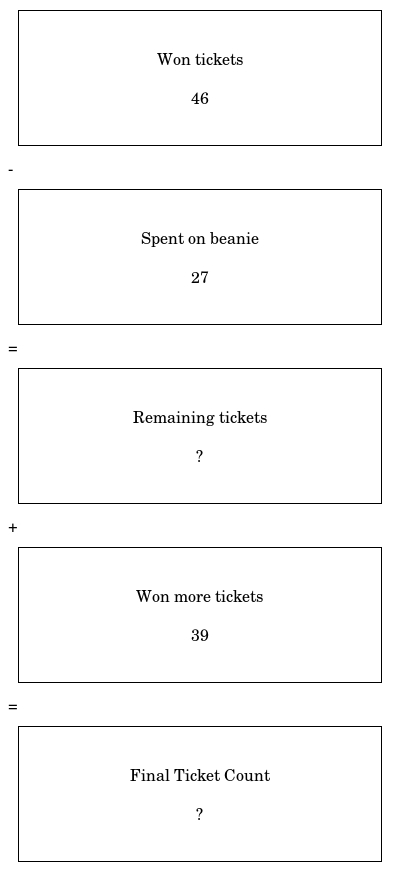 Won tickets
46
-
Spent on beanie
27
=
Remaining tickets
?
+
Won more tickets
39
=
Final Ticket Count
?